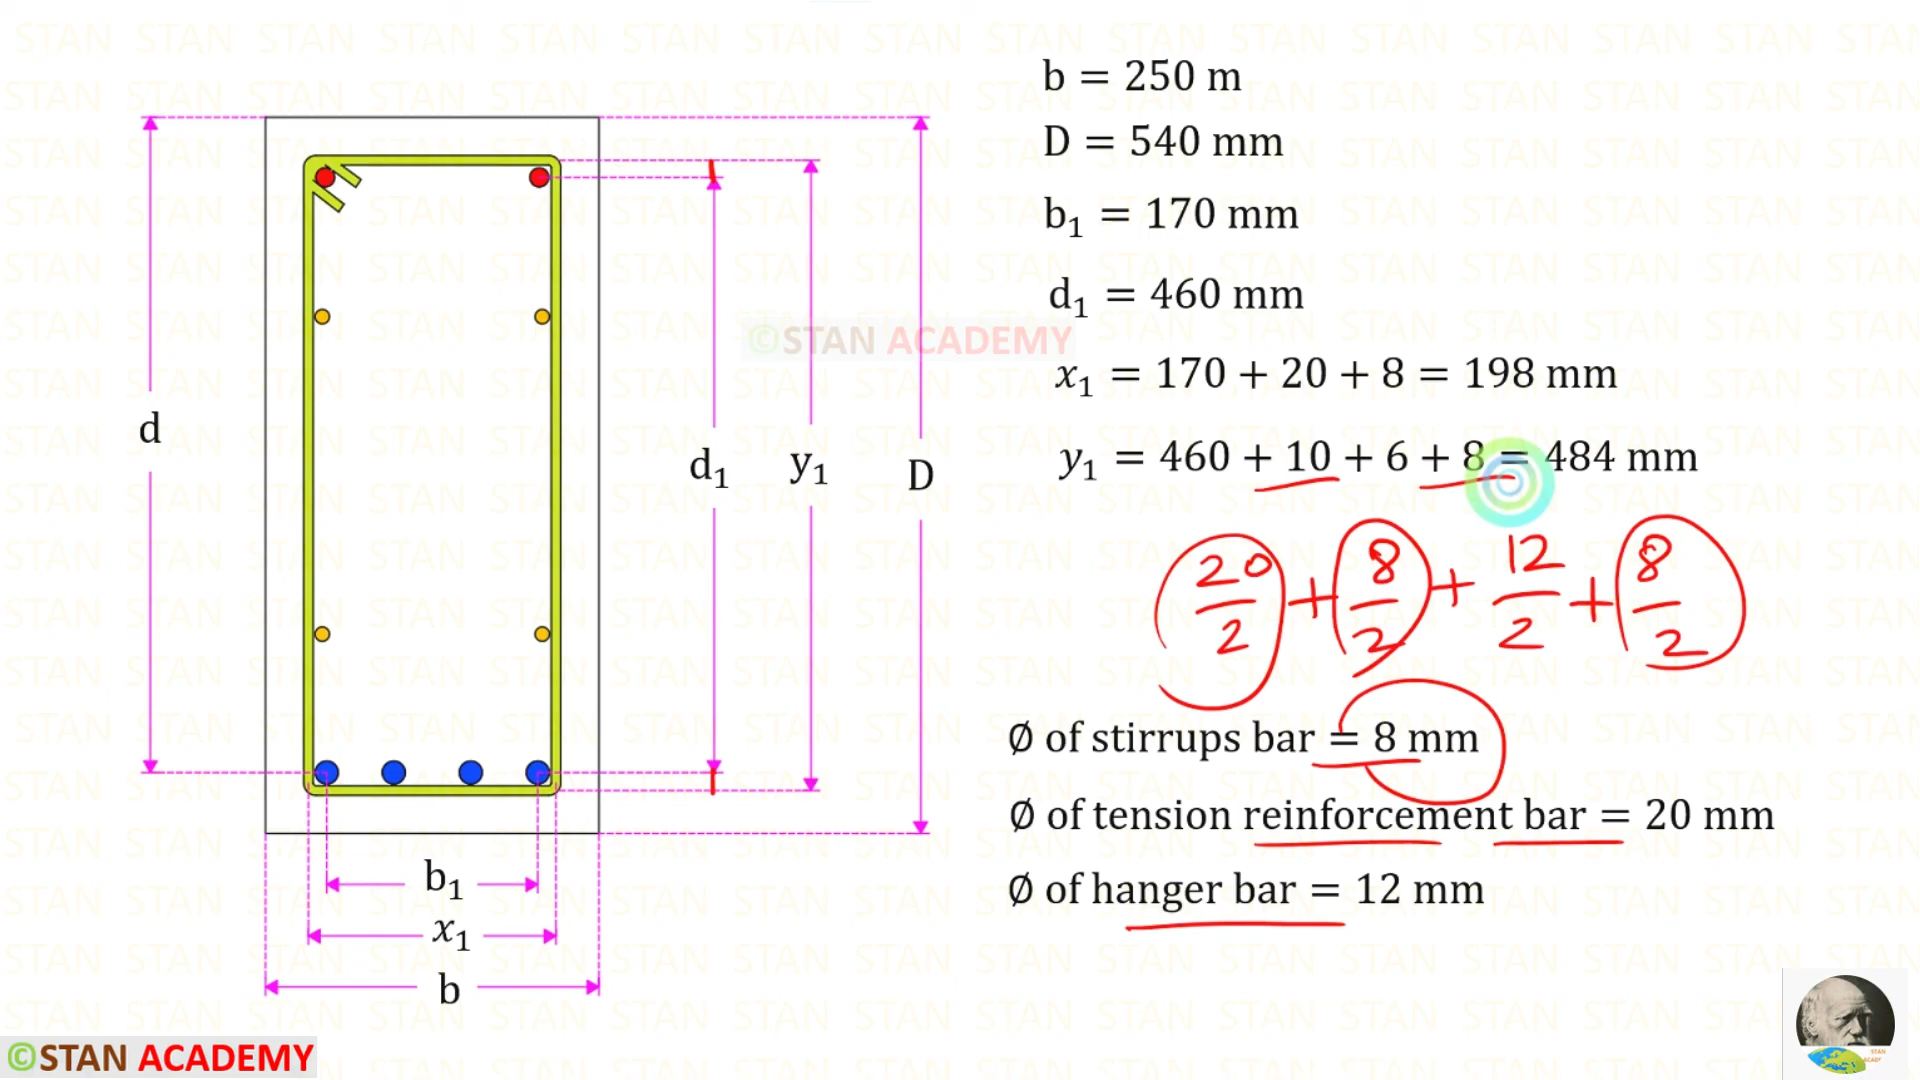 b = 250 m
D = 540 mm
b₁ = 170 mm
d₁ = 460 mm
x₁ = 170 + 20 + 8 = 198 mm
y₁ = 460 + 10 + 6 + 8 = 484 mm
20/2 + 8/2 + 12/2 + 8/2
Ø of stirrups bar = 8 mm
Ø of tension reinforcement bar = 20 mm
Ø of hanger bar = 12 mm
d
d₁
y₁
D
b₁
x₁
b
©STAN ACADEMY
©STAN ACADEMY
STAN